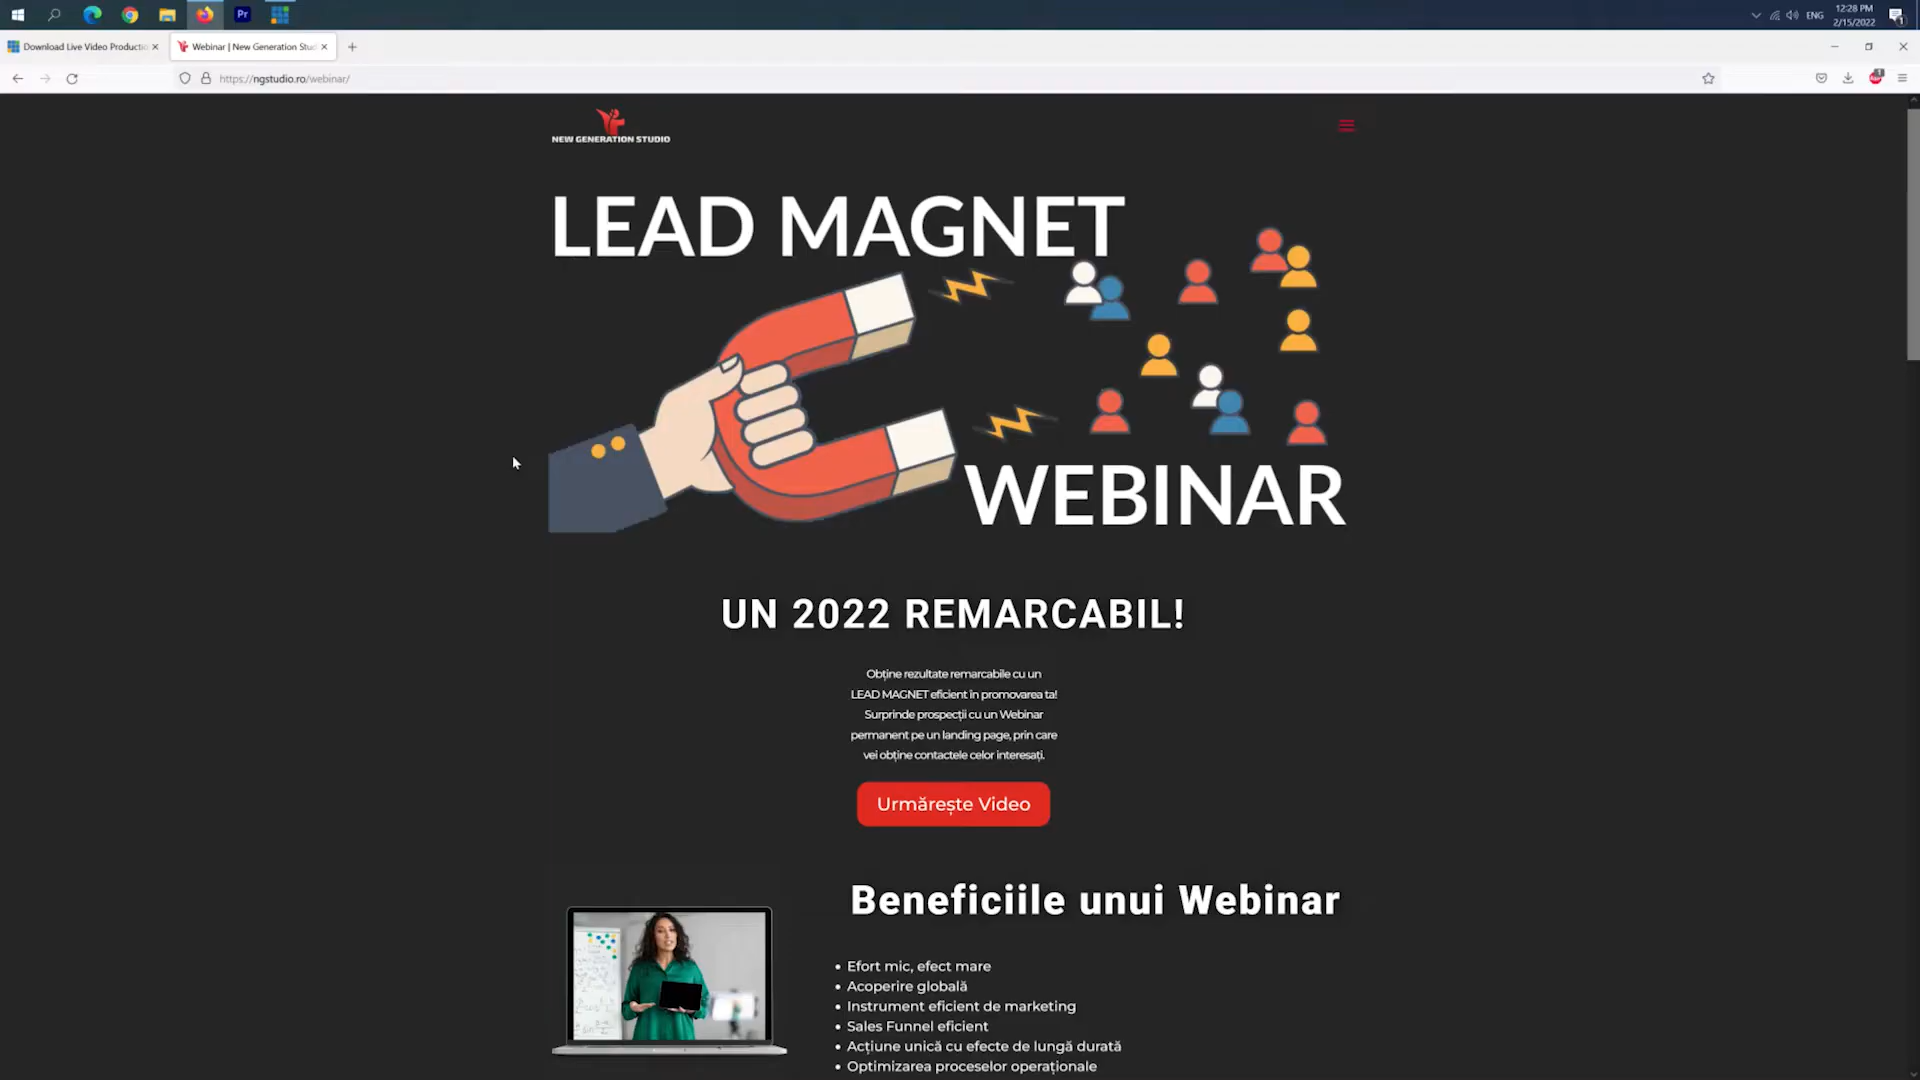 Pr
ENG
12:28 PM
2/15/2022
Download Live Video Producti
Webinar | New Generation Stu
https://ngstudio.ro/webinar/
NEW GENERATION STUDIO
LEAD MAGNET
WEBINAR
UN 2022 REMARCABIL!
Obține rezultate remarcabile cu un
LEAD MAGNET eficient în promovarea ta!
Surprinde prospecții cu un Webinar
permanent pe un landing page, prin care
vei obține contactele celor interesați.
Urmărește Video
Beneficiile unui Webinar
• Efort mic, efect mare
• Acoperire globală
• Instrument eficient de marketing
• Sales Funnel eficient
• Acțiune unică cu efecte de lungă durată
• Optimizarea proceselor operaționale